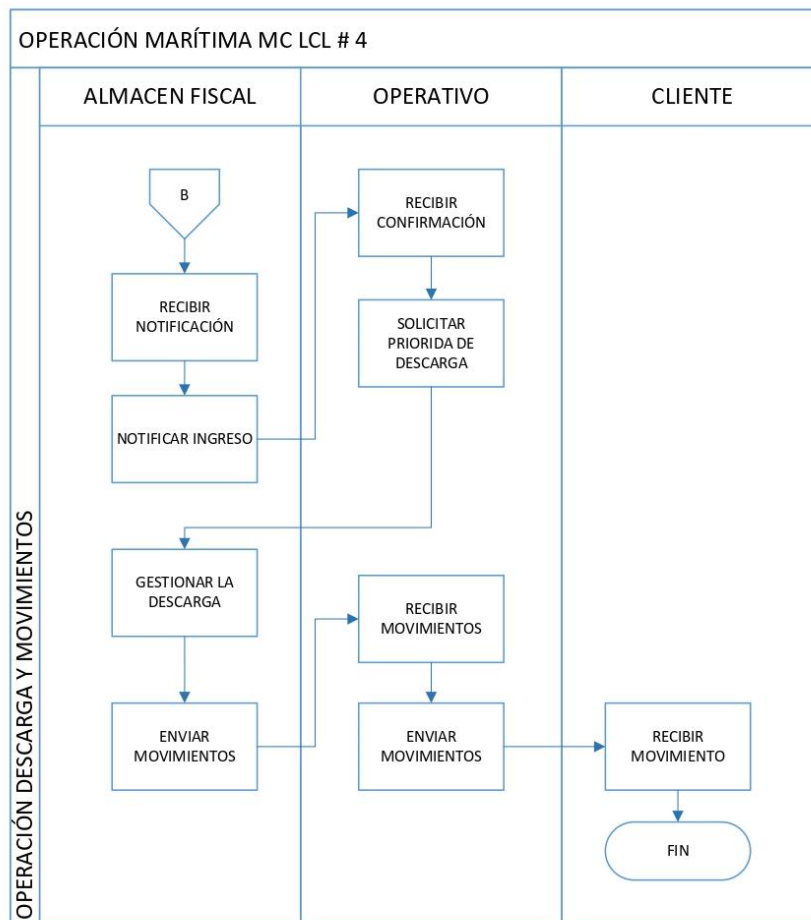 OPERACIÓN MARÍTIMA MC LCL # 4
OPERACIÓN DESCARGA Y MOVIMIENTOS
ALMACEN FISCAL
OPERATIVO
CLIENTE
B
RECIBIR
NOTIFICACIÓN
NOTIFICAR INGRESO
RECIBIR
CONFIRMACIÓN
SOLICITAR
PRIORIDA DE
DESCARGA
GESTIONAR LA
DESCARGA
ENVIAR
MOVIMIENTOS
RECIBIR
MOVIMIENTOS
ENVIAR
MOVIMIENTOS
RECIBIR
MOVIMIENTO
FIN